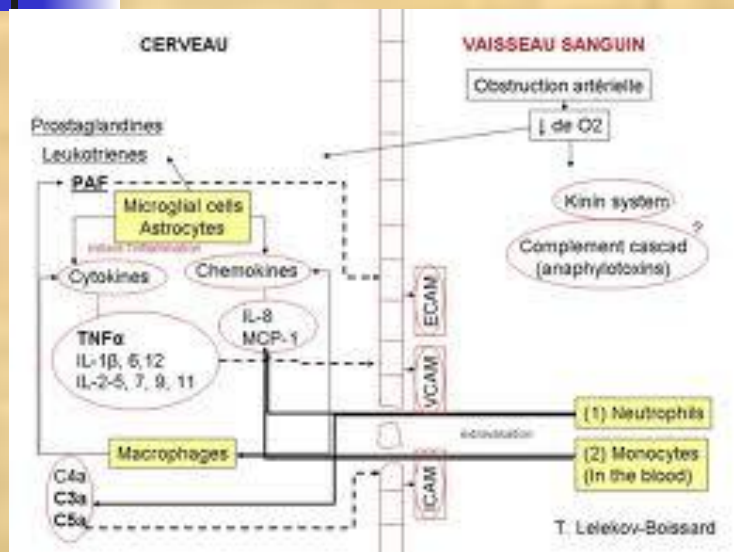 CERVEAU
VAISSEAU SANGUIN
Obstruction artérielle
↓ de O2
Prostaglandines
Leukotrienes
PAF
Microglial cells
Astrocytes
Kinin system
Complement cascad
(anaphylotoxins)
Cytokines
Chemokines
IL-8
MCP-1
TNFα
IL-1β, 6,12
IL-2-5, 7, 9, 11
ECAM
VCAM
ICAM
(1) Neutrophils
extravasation
(2) Monocytes
(In the blood)
Macrophages
C4a
C3a
C5a
T. Lelekov-Boissard